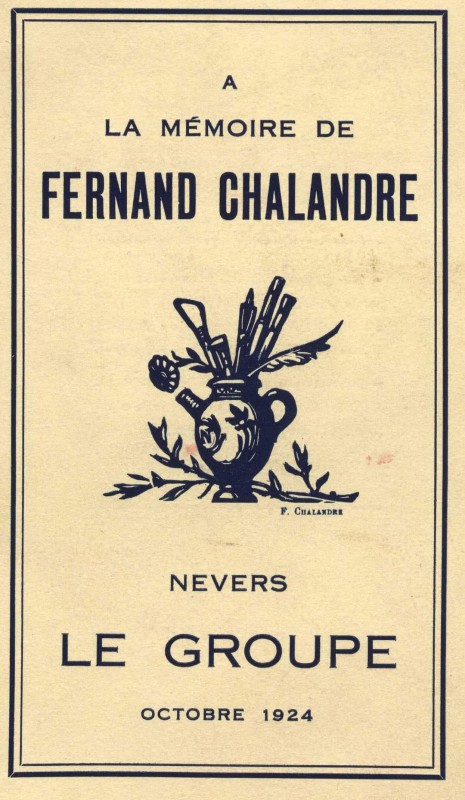 A
LA MÉMOIRE DE
FERNAND CHALANDRE
F. CHALANDRE
NEVERS
LE GROUPE
OCTOBRE 1924